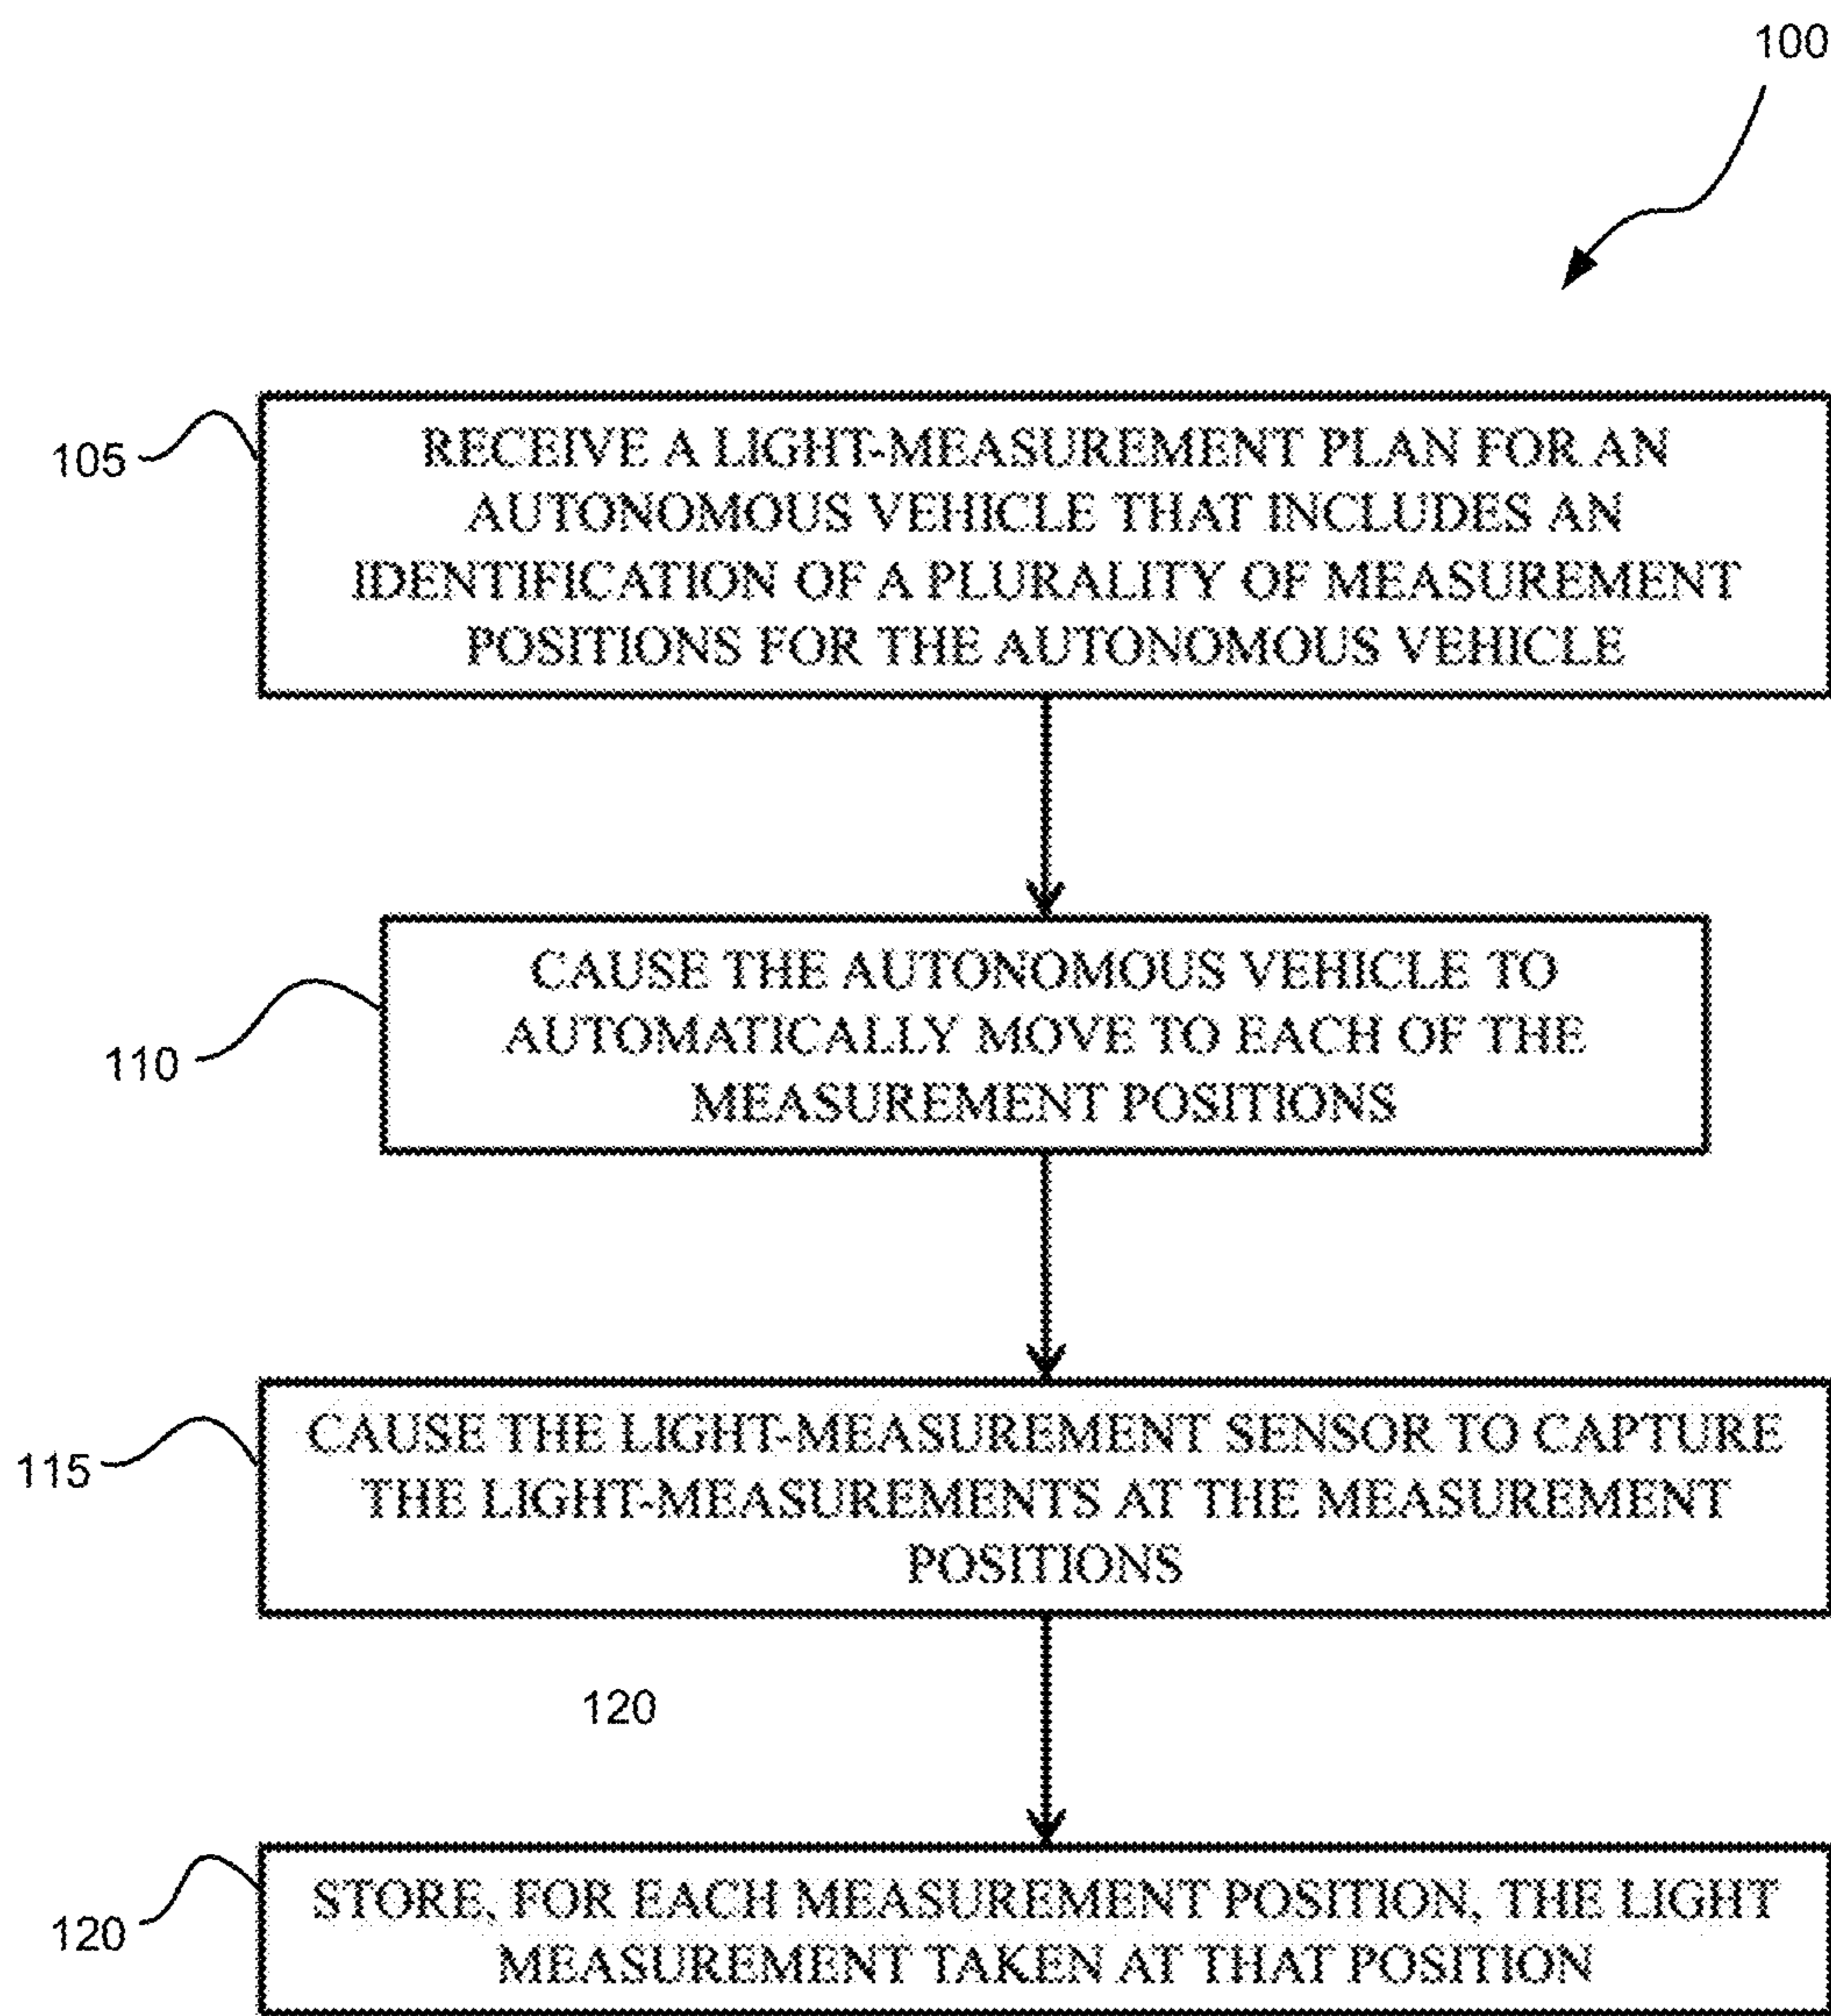 100
105
RECEIVE A LIGHT-MEASUREMENT PLAN FOR AN
AUTONOMOUS VEHICLE THAT INCLUDES AN
IDENTIFICATION OF A PLURALITY OF MEASUREMENT
POSITIONS FOR THE AUTONOMOUS VEHICLE
110
CAUSE THE AUTONOMOUS VEHICLE TO
AUTOMATICALLY MOVE TO EACH OF THE
MEASUREMENT POSITIONS
115
CAUSE THE LIGHT-MEASUREMENT SENSOR TO CAPTURE
THE LIGHT-MEASUREMENTS AT THE MEASUREMENT
POSITIONS
120
120
STORE, FOR EACH MEASUREMENT POSITION, THE LIGHT
MEASUREMENT TAKEN AT THAT POSITION